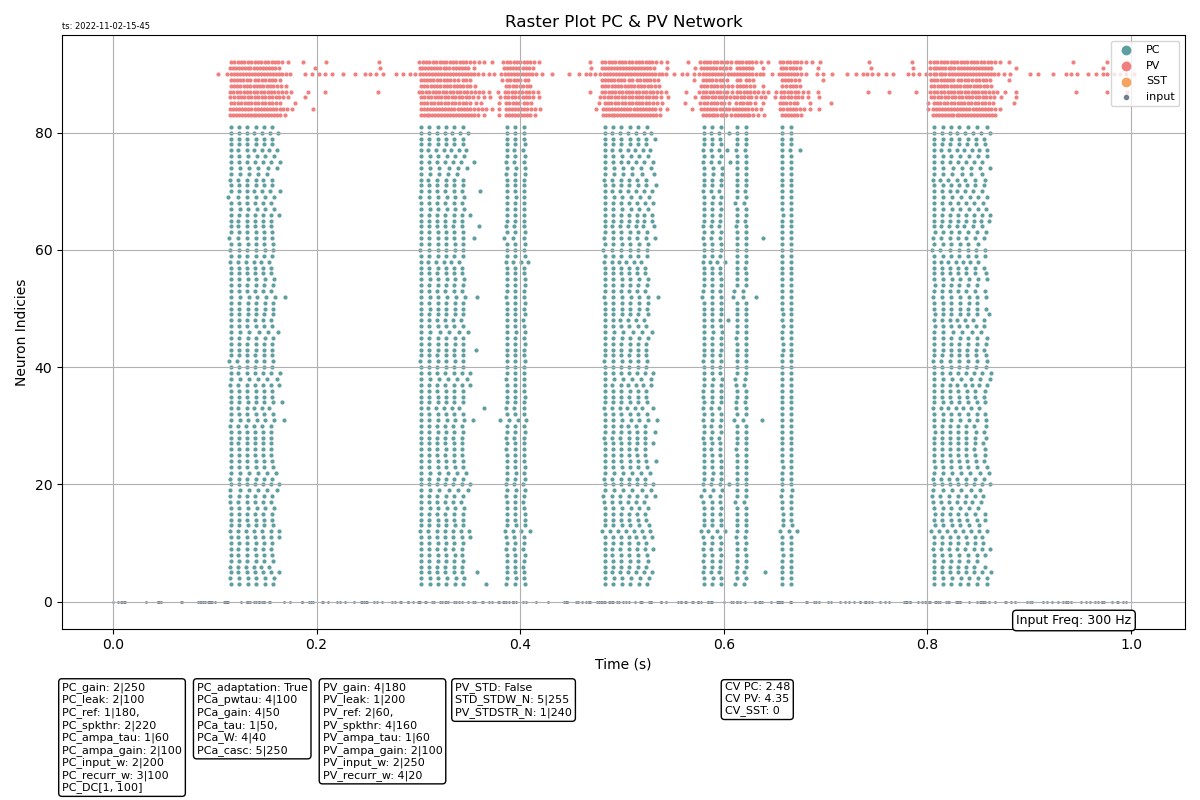 ts: 2022-11-02-15-45
Raster Plot PC & PV Network
PC
PV
SST
input
Neuron Indicies
80
60
40
20
0
Input Freq: 300 Hz
0.0 0.2 0.4 0.6 0.8 1.0
Time (s)
PC_gain: 2|250
PC_leak: 2|100
PC_ref: 1|180,
PC_spkthr: 2|220
PC_ampa_tau: 1|60
PC_ampa_gain: 2|100
PC_input_w: 2|200
PC_recurr_w: 3|100
PC_DC[1, 100]
PC_adaptation: True
PCa_pwtau: 4|100
PCa_gain: 4|50
PCa_tau: 1|50,
PCa_W: 4|40
PCa_casc: 5|250
PV_gain: 4|180
PV_leak: 1|200
PV_ref: 2|60,
PV_spkthr: 4|160
PV_ampa_tau: 1|60
PV_ampa_gain: 2|100
PV_input_w: 2|250
PV_recurr_w: 4|20
PV_STD: False
STD_STDW_N: 5|255
PV_STDSTR_N: 1|240
CV PC: 2.48
CV PV: 4.35
CV_SST: 0